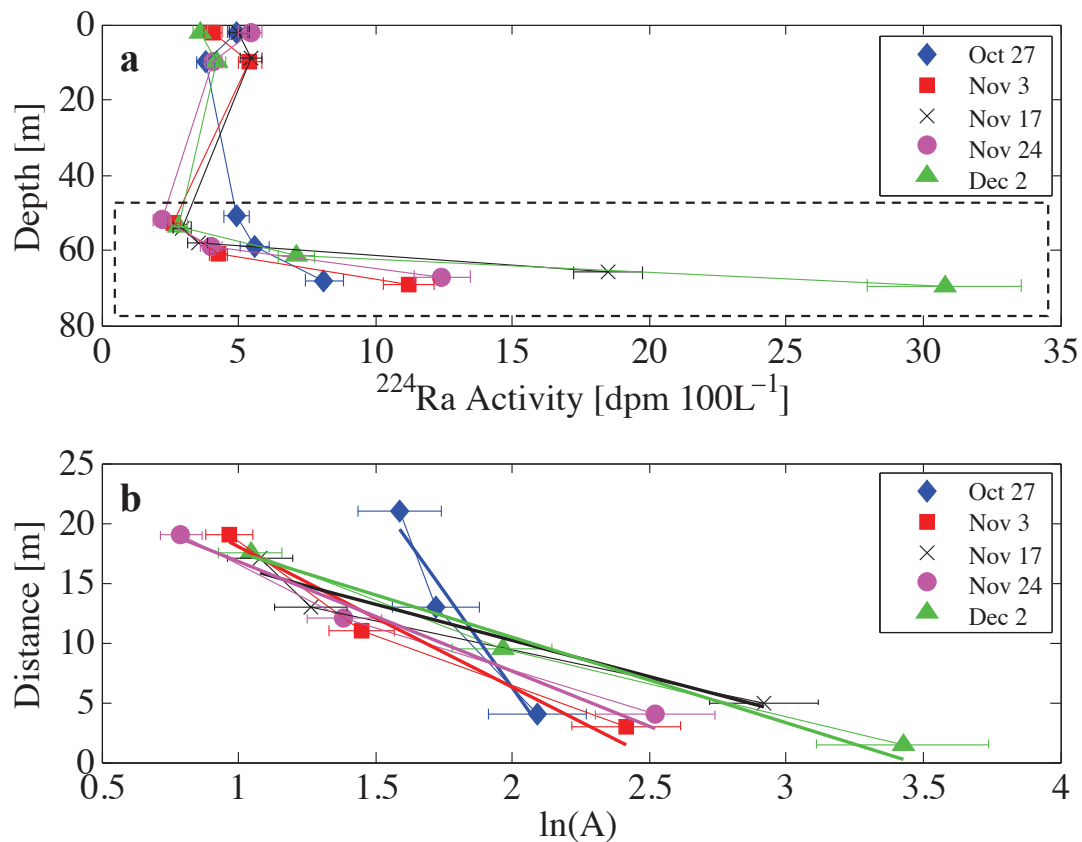 a
Depth [m]
0
20
40
60
80
0 5 10 15 20 25 30 35
²²⁴Ra Activity [dpm 100L⁻¹]
Oct 27
Nov 3
Nov 17
Nov 24
Dec 2
b
Distance [m]
25
20
15
10
5
0
0.5 1 1.5 2 2.5 3 3.5 4
ln(A)
Oct 27
Nov 3
Nov 17
Nov 24
Dec 2